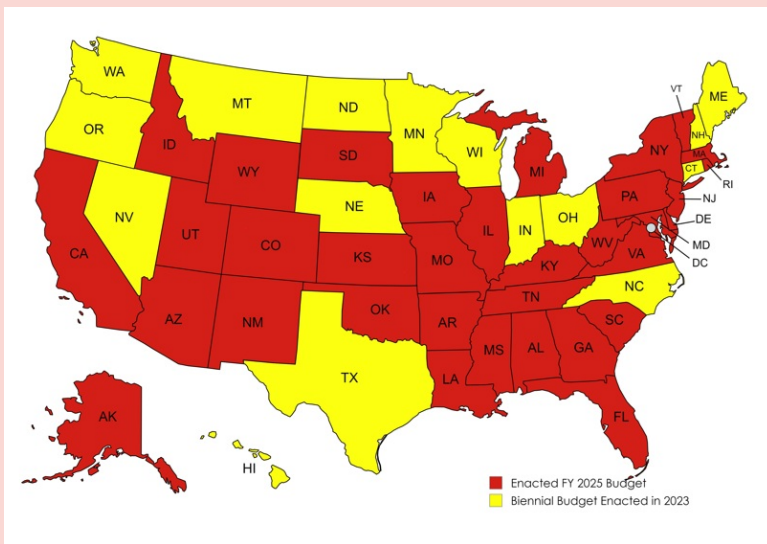 WA
MT
ND
ME
VT
OR
MN
NH
ID
WI
NY
MA
SD
MI
CT
WY
RI
IA
PA
NJ
NE
NV
OH
IN
DE
IL
UT
MD
CA
CO
WV
VA
DC
KS
MO
KY
NC
TN
OK
AZ
NM
AR
SC
MS
AL
GA
TX
LA
AK
FL
HI
Enacted FY 2025 Budget
Biennial Budget Enacted in 2023